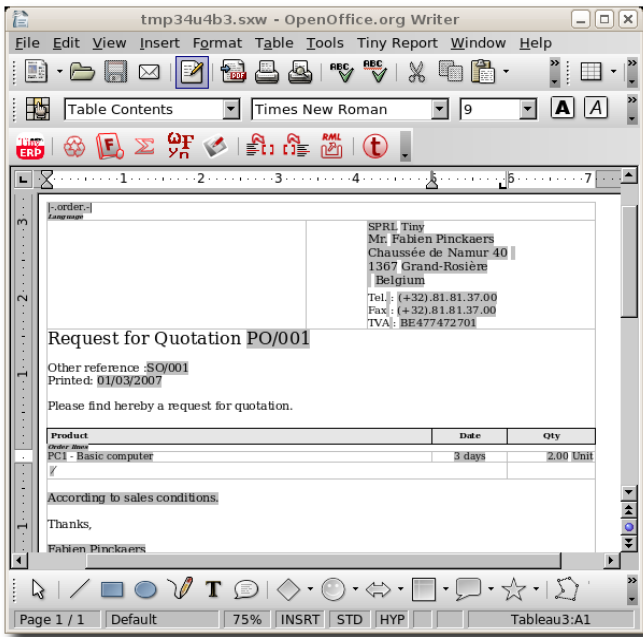 tmp34u4b3.sxw - OpenOffice.org Writer
File Edit View Insert Format Table Tools Tiny Report Window Help
PDF ABC ABC
Table Contents Times New Roman 9 A A
Tiny ERP F Σ RML t
1 2 3 4 5 6 7
|-.order.-|
Language
SPRL Tiny
Mr. Fabien Pinckaers
Chaussée de Namur 40
1367 Grand-Rosière
Belgium
Tel. : (+32).81.81.37.00
Fax : (+32).81.81.37.00
TVA : BE477472701
Request for Quotation PO/001
Other reference :SO/001
Printed: 01/03/2007
Please find hereby a request for quotation.
Product Date Qty
Order lines
PC1 - Basic computer 3 days 2.00 Unit
According to sales conditions.
Thanks,
Fabien Pinckaers
T
Page 1 / 1 Default 75% INSRT STD HYP Tableau3:A1